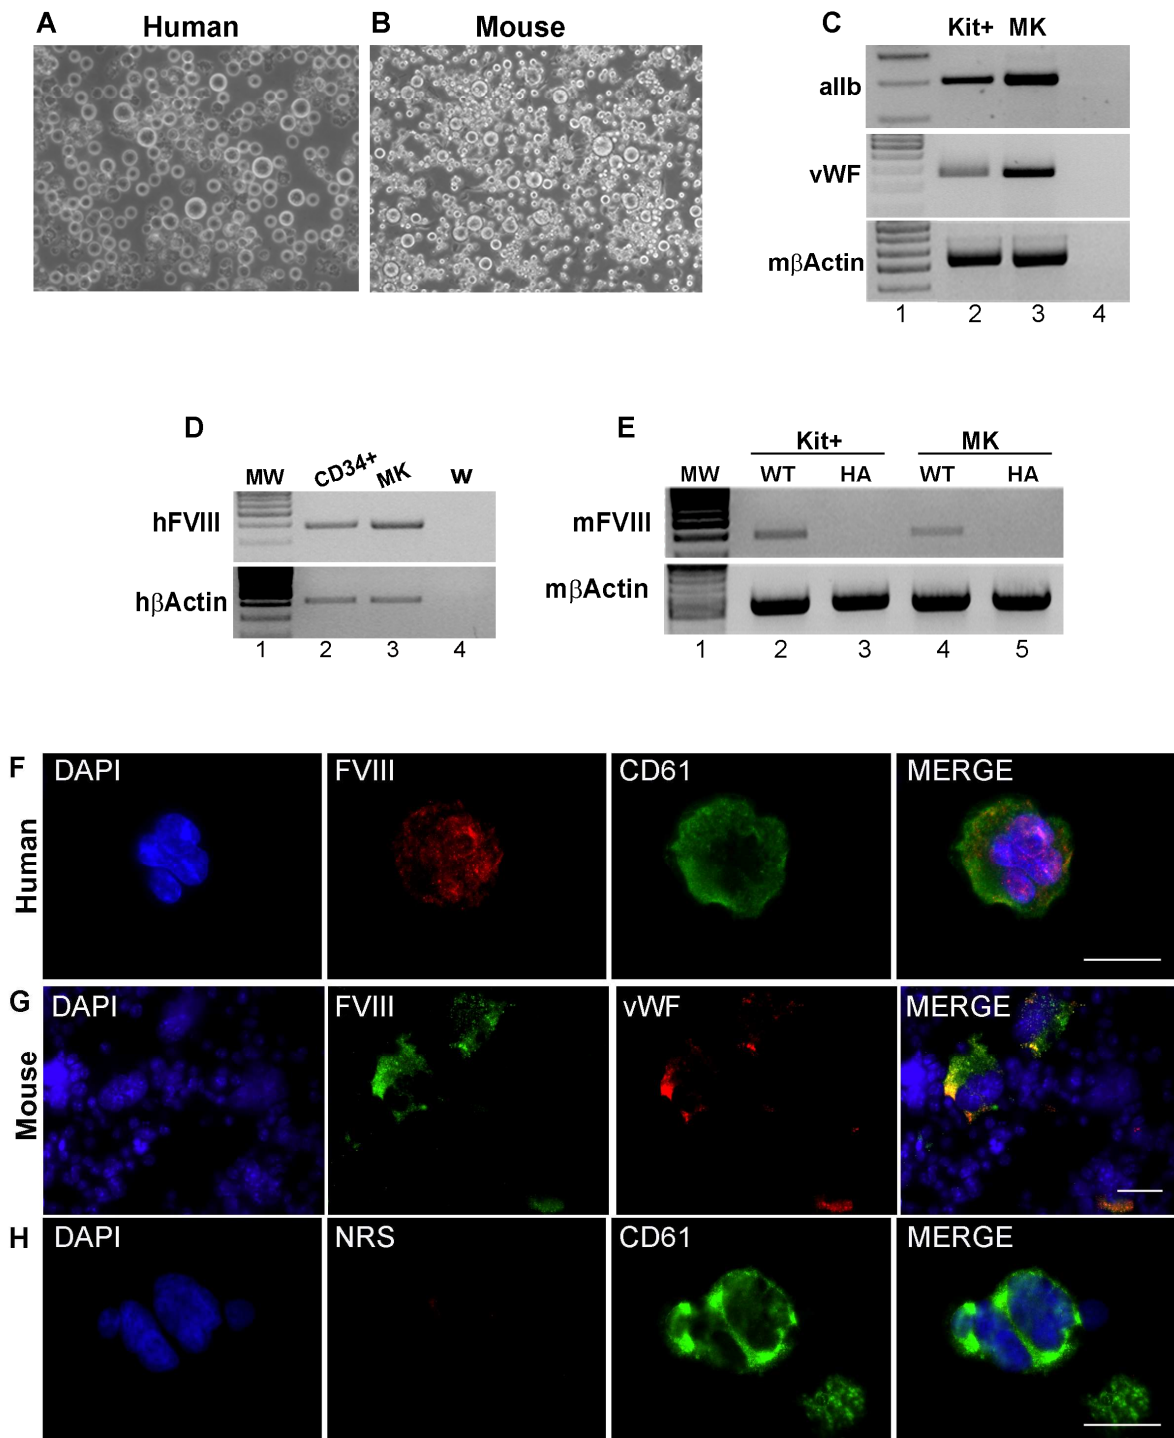 A Human
B Mouse
C
Kit+ MK
aIIb
vWF
mβActin
1 2 3 4
D
MW CD34+ MK W
hFVIII
hβActin
1 2 3 4
E
Kit+ MK
MW WT HA WT HA
mFVIII
mβActin
1 2 3 4 5
F DAPI FVIII CD61 MERGE
Human
G DAPI FVIII vWF MERGE
Mouse
H DAPI NRS CD61 MERGE